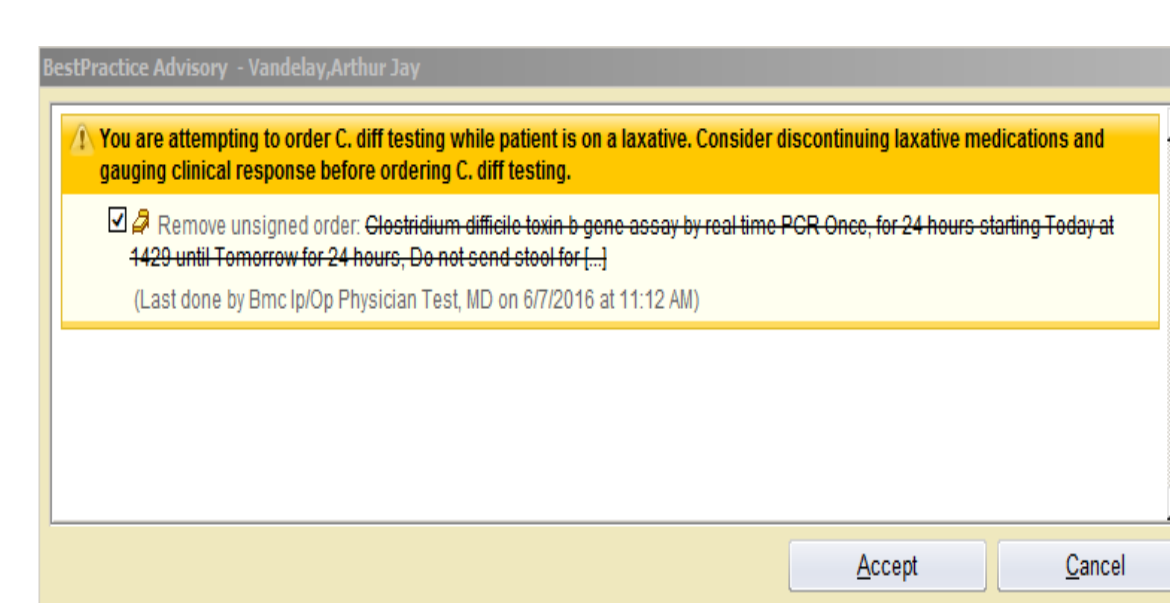 BestPractice Advisory - Vandelay,Arthur Jay
You are attempting to order C. diff testing while patient is on a laxative. Consider discontinuing laxative medications and
gauging clinical response before ordering C. diff testing.
Remove unsigned order: Clostridium difficile toxin b gene assay by real time PCR Once, for 24 hours starting Today at
1429 until Tomorrow for 24 hours, Do not send stool for [...]
(Last done by Bmc Ip/Op Physician Test, MD on 6/7/2016 at 11:12 AM)
Accept Cancel